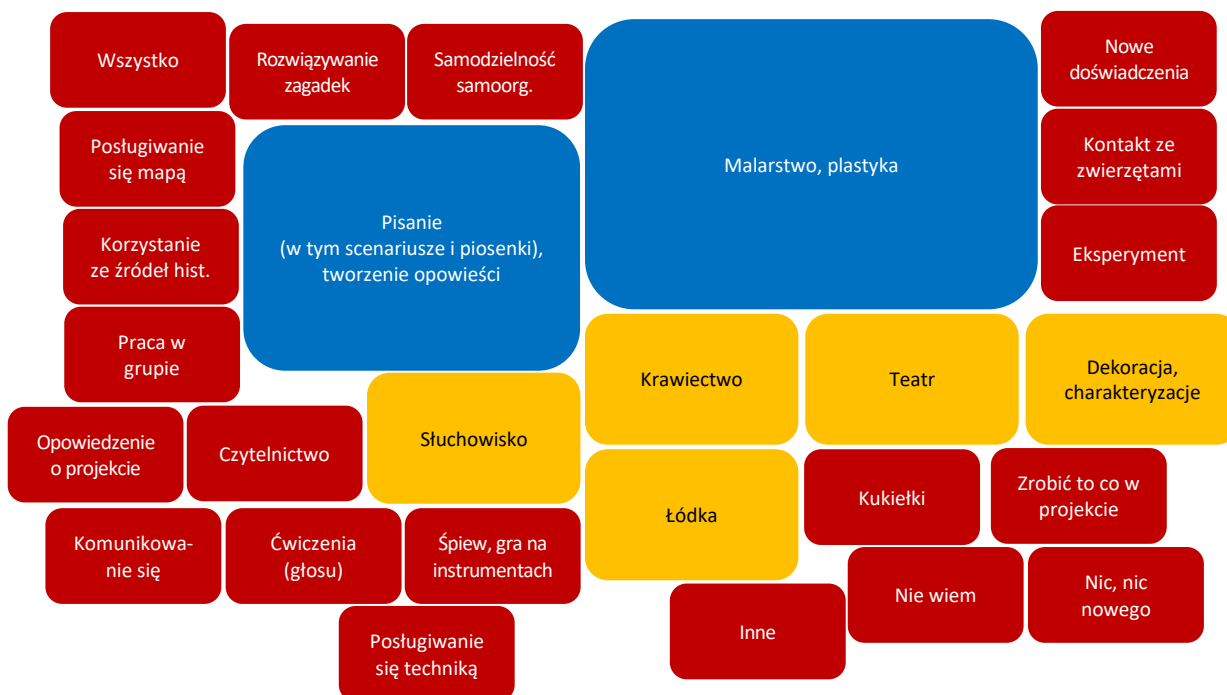 Wszystko
Rozwiązywanie
zagadek
Samodzielność
samoorg.
Nowe
doświadczenia
Posługiwanie
się mapą
Malarstwo, plastyka
Kontakt ze
zwierzętami
Pisanie
(w tym scenariusze i piosenki),
tworzenie opowieści
Korzystanie
ze źródeł hist.
Eksperyment
Praca w
grupie
Krawiectwo
Teatr
Dekoracja,
charakteryzacje
Opowiedzenie
o projekcie
Czytelnictwo
Słuchowisko
Łódka
Kukiełki
Zrobić to co w
projekcie
Komunikowa-
nie się
Ćwiczenia
(głosu)
Śpiew, gra na
instrumentach
Nie wiem
Nic, nic
nowego
Inne
Posługiwanie
się techniką